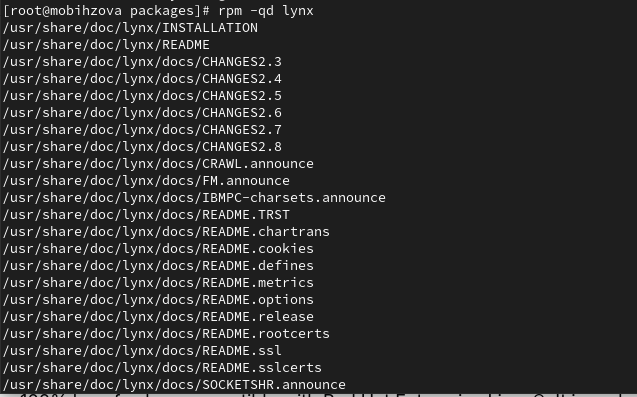 [root@mobihzova packages]# rpm -qd lynx
/usr/share/doc/lynx/INSTALLATION
/usr/share/doc/lynx/README
/usr/share/doc/lynx/docs/CHANGES2.3
/usr/share/doc/lynx/docs/CHANGES2.4
/usr/share/doc/lynx/docs/CHANGES2.5
/usr/share/doc/lynx/docs/CHANGES2.6
/usr/share/doc/lynx/docs/CHANGES2.7
/usr/share/doc/lynx/docs/CHANGES2.8
/usr/share/doc/lynx/docs/CRAWL.announce
/usr/share/doc/lynx/docs/FM.announce
/usr/share/doc/lynx/docs/IBMPC-charsets.announce
/usr/share/doc/lynx/docs/README.TRST
/usr/share/doc/lynx/docs/README.chartrans
/usr/share/doc/lynx/docs/README.cookies
/usr/share/doc/lynx/docs/README.defines
/usr/share/doc/lynx/docs/README.metrics
/usr/share/doc/lynx/docs/README.options
/usr/share/doc/lynx/docs/README.release
/usr/share/doc/lynx/docs/README.rootcerts
/usr/share/doc/lynx/docs/README.ssl
/usr/share/doc/lynx/docs/README.sslcerts
/usr/share/doc/lynx/docs/SOCKETSHR.announce